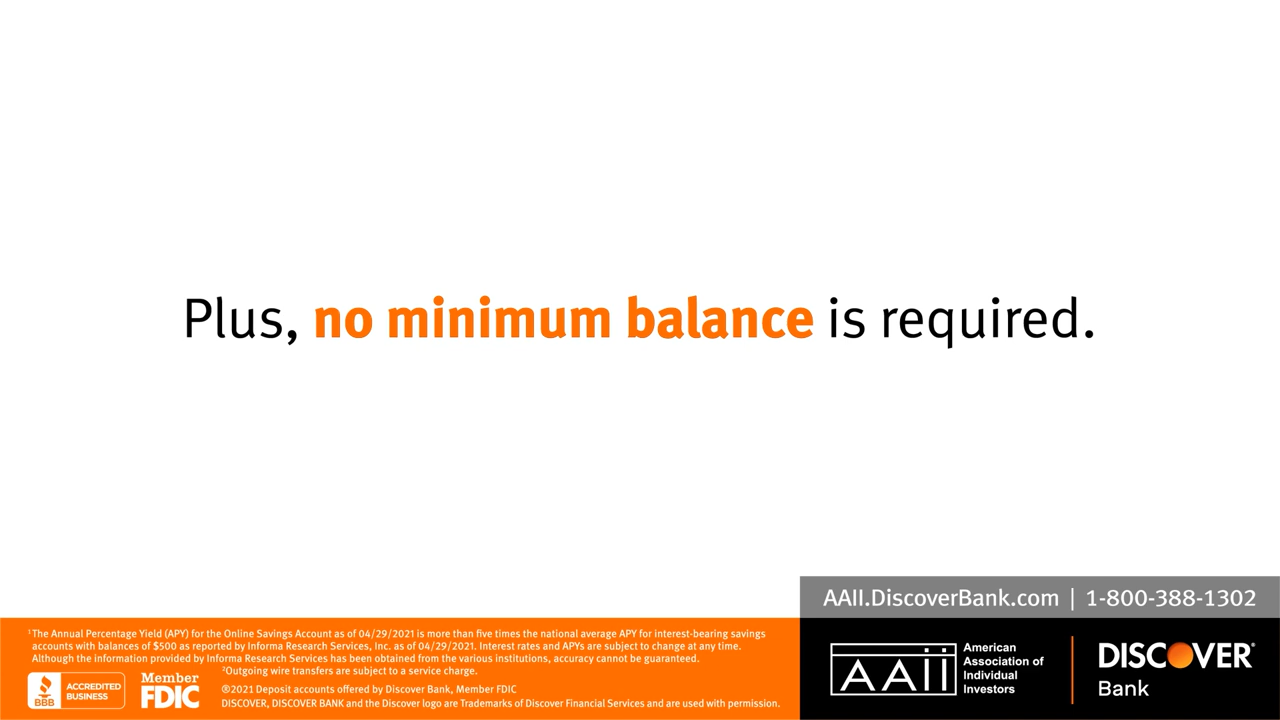 Plus, no minimum balance is required.
AAII.DiscoverBank.com | 1-800-388-1302
¹The Annual Percentage Yield (APY) for the Online Savings Account as of 04/29/2021 is more than five times the national average APY for interest-bearing savings
accounts with balances of $500 as reported by Informa Research Services, Inc. as of 04/29/2021. Interest rates and APYs are subject to change at any time.
Although the information provided by Informa Research Services has been obtained from the various institutions, accuracy cannot be guaranteed.
²Outgoing wire transfers are subject to a service charge.
®2021 Deposit accounts offered by Discover Bank, Member FDIC
DISCOVER, DISCOVER BANK and the Discover logo are Trademarks of Discover Financial Services and are used with permission.
BBB
ACCREDITED
BUSINESS
Member
FDIC
AAII
American
Association of
Individual
Investors
DISCOVER®
Bank